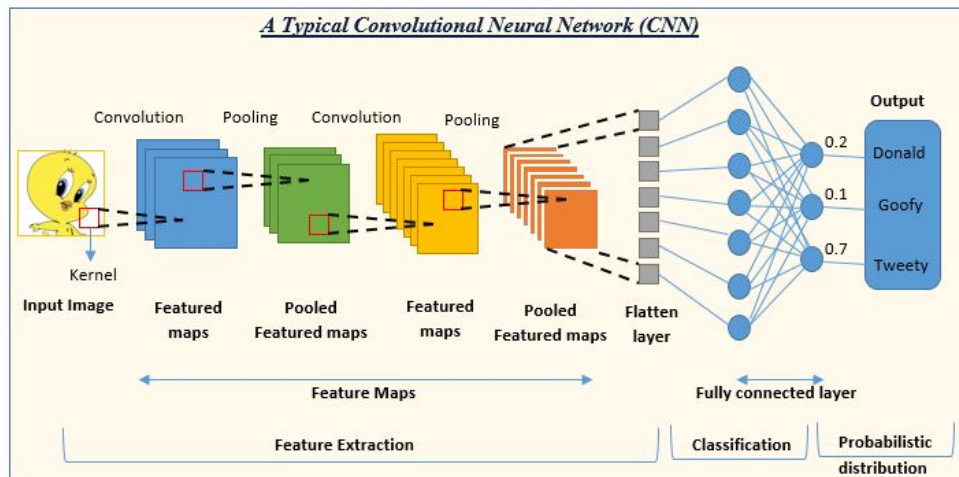 A Typical Convolutional Neural Network (CNN)
Convolution
Pooling
Convolution
Pooling
Output
0.2
Donald
0.1
Goofy
0.7
Tweety
Kernel
Input Image
Featured
maps
Pooled
Featured maps
Featured
maps
Pooled
Featured maps
Flatten
layer
Feature Maps
Fully connected layer
Feature Extraction
Classification
Probabilistic
distribution